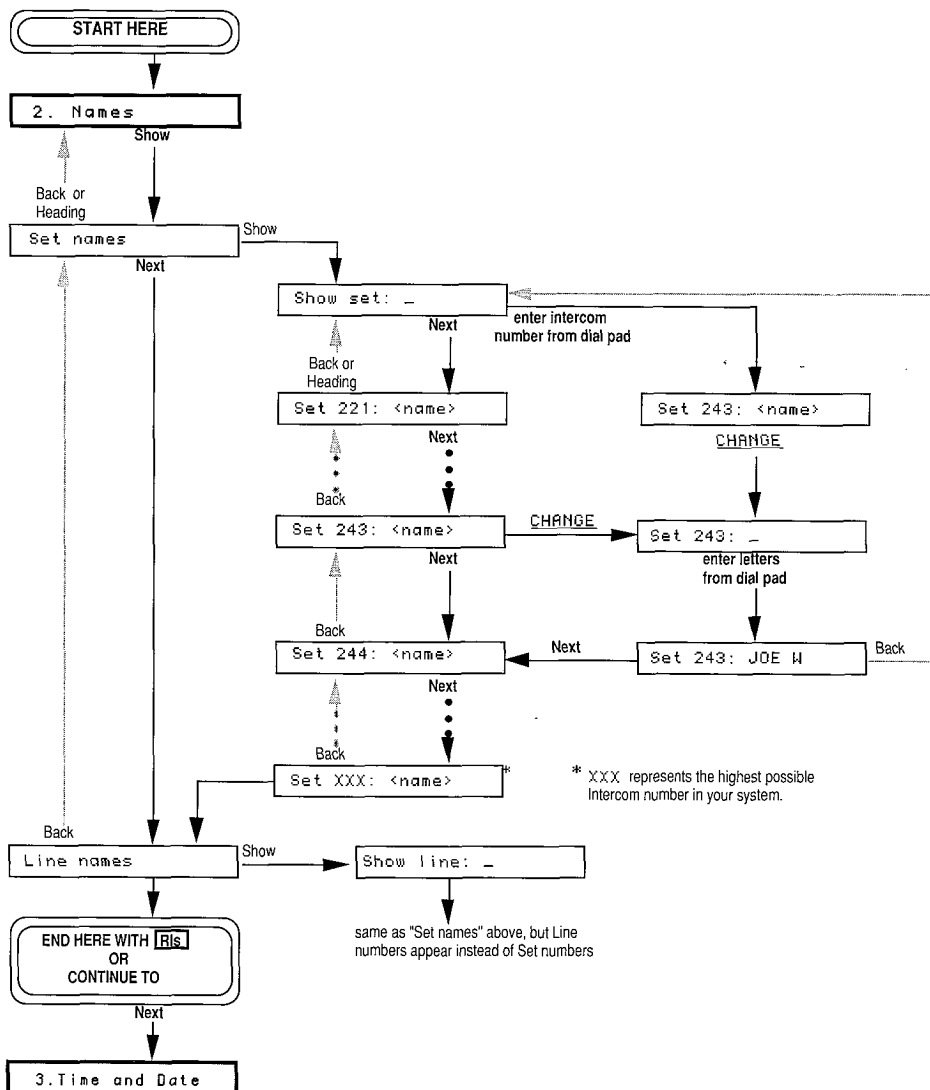 START HERE
2. Names
Show
Back or
Heading
Set names
Show
Next
Show set: _
Next
enter intercom
number from dial pad
Back or
Heading
Set 221: <name>
Set 243: <name>
Next
CHANGE
Back
Set 243: <name>
CHANGE
Set 243: _
Next
enter letters
from dial pad
Back
Set 244: <name>
Next
Set 243: JOE W
Back
Next
Back
Set XXX: <name> *
* XXX represents the highest possible
Intercom number in your system.
Back
Line names
Show
Show line: _
same as "Set names" above, but Line
numbers appear instead of Set numbers
END HERE WITH Rls
OR
CONTINUE TO
Next
3.Time and Date